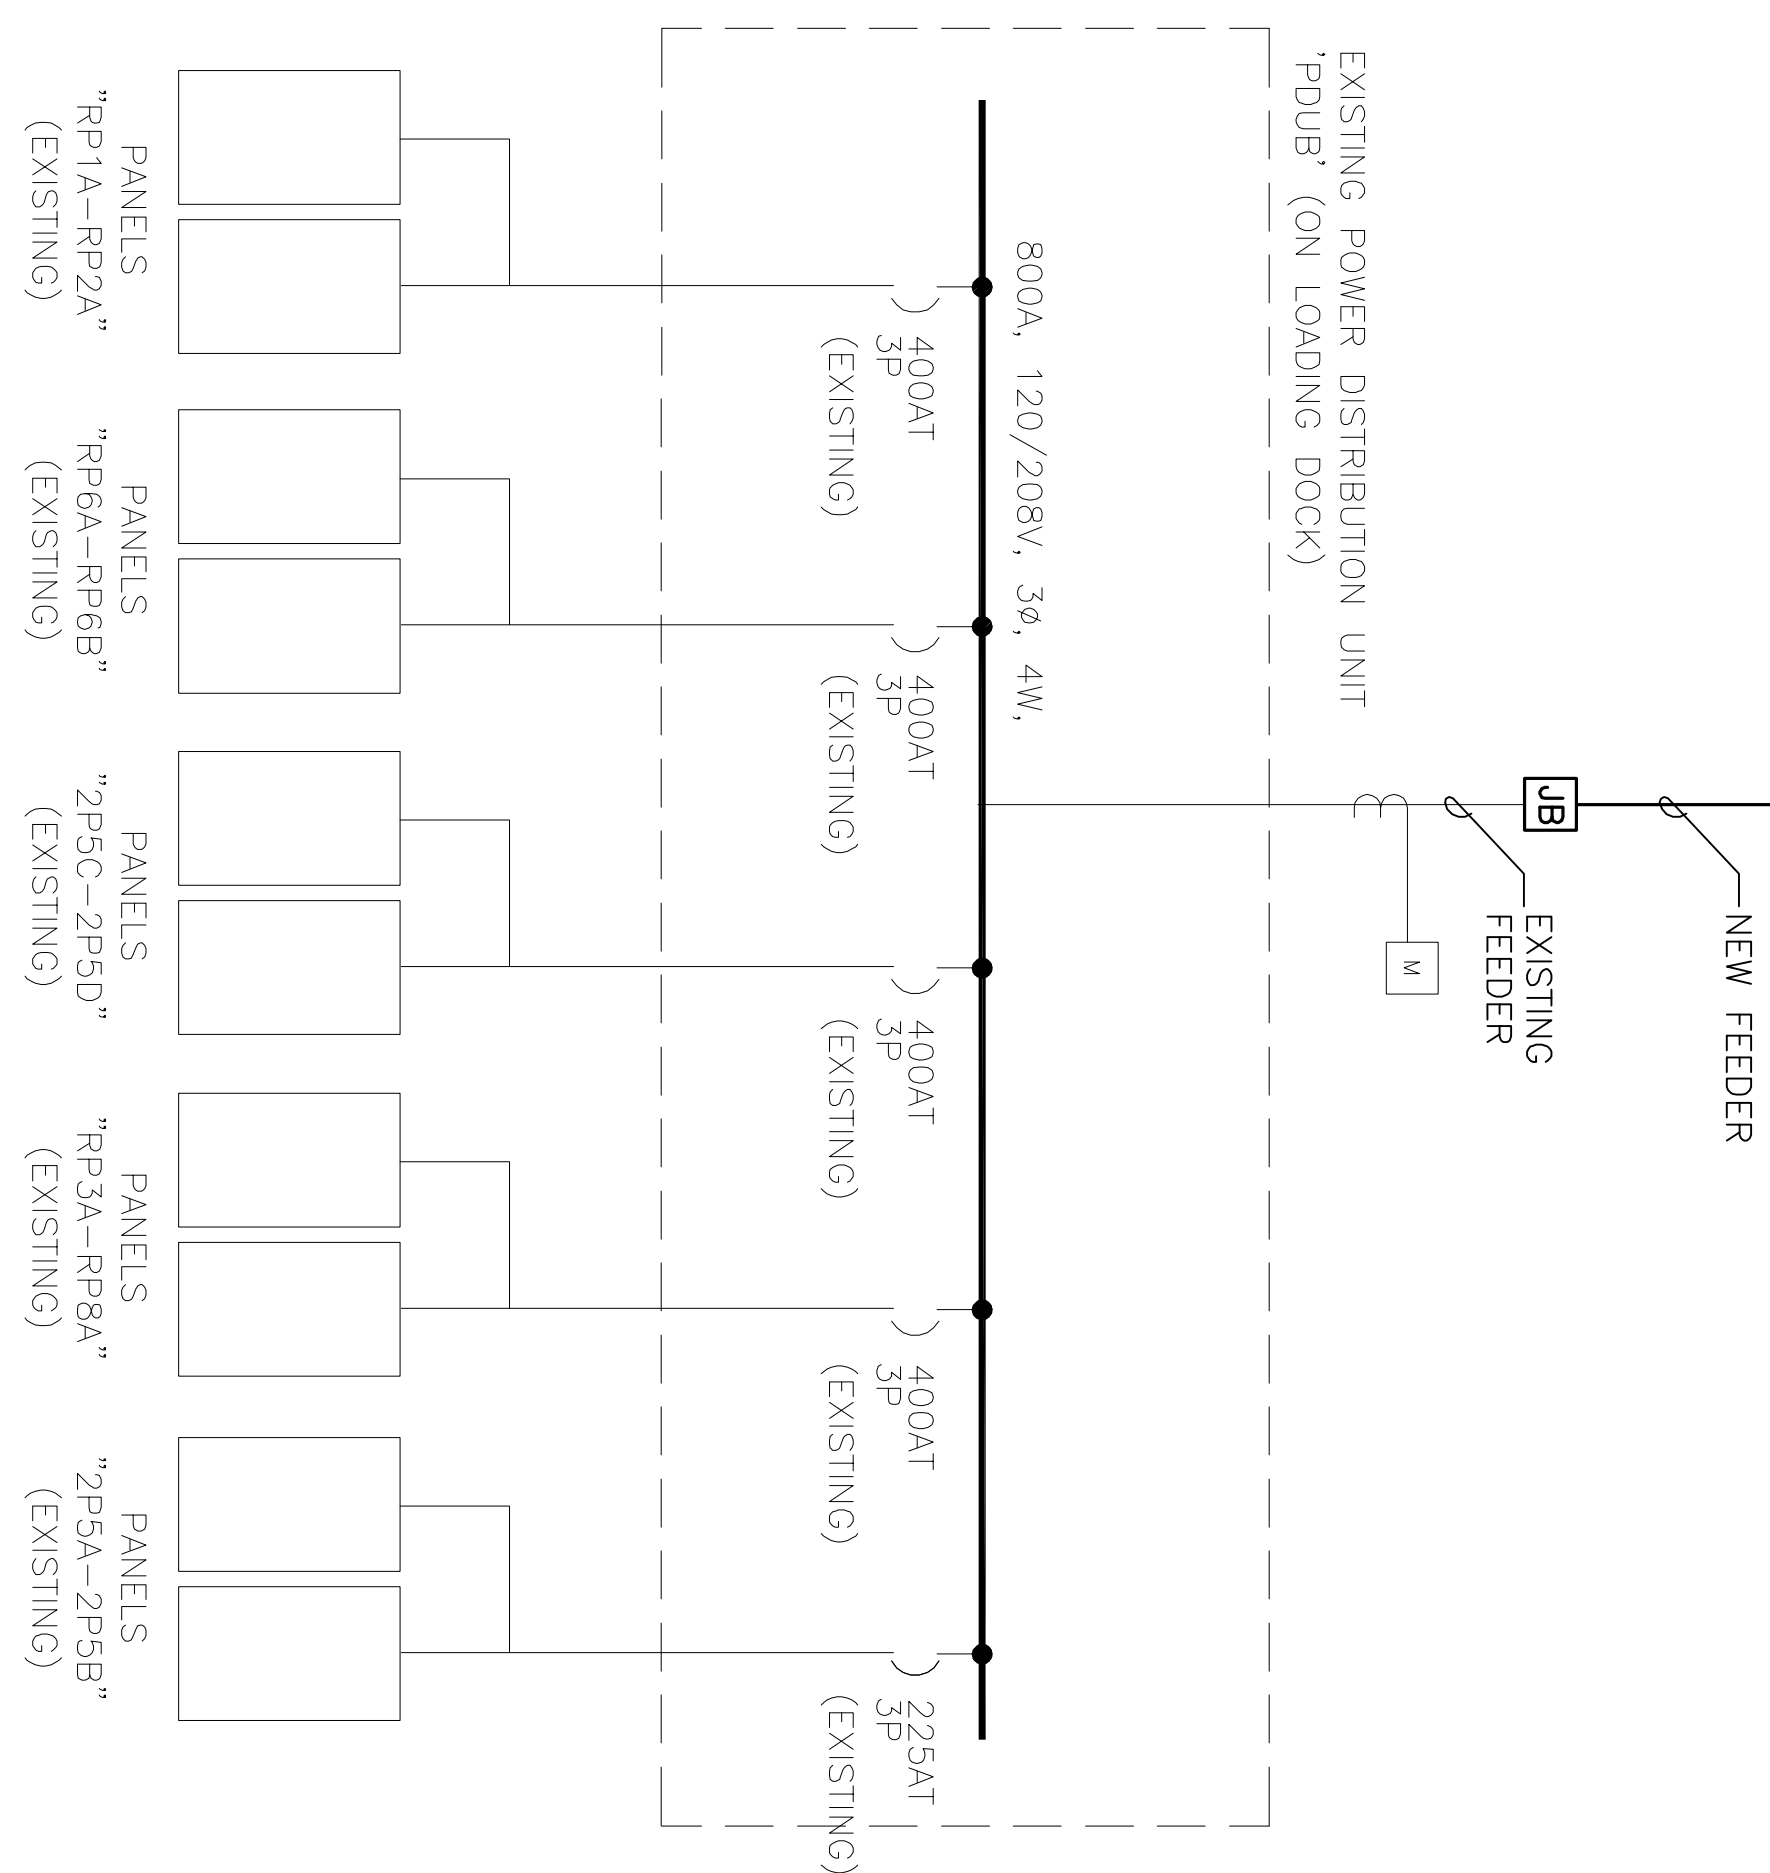 NEW FEEDER
EXISTING
FEEDER
JB
M
EXISTING POWER DISTRIBUTION UNIT
'PDUB' (ON LOADING DOCK)
800A, 120/208V, 3Ø, 4W,
400AT
3P
(EXISTING)
400AT
3P
(EXISTING)
400AT
3P
(EXISTING)
400AT
3P
(EXISTING)
225AT
3P
(EXISTING)
PANELS
"RP1A-RP2A"
(EXISTING)
PANELS
"RP6A-RP6B"
(EXISTING)
PANELS
"2P5C-2P5D"
(EXISTING)
PANELS
"RP3A-RP8A"
(EXISTING)
PANELS
"2P5A-2P5B"
(EXISTING)